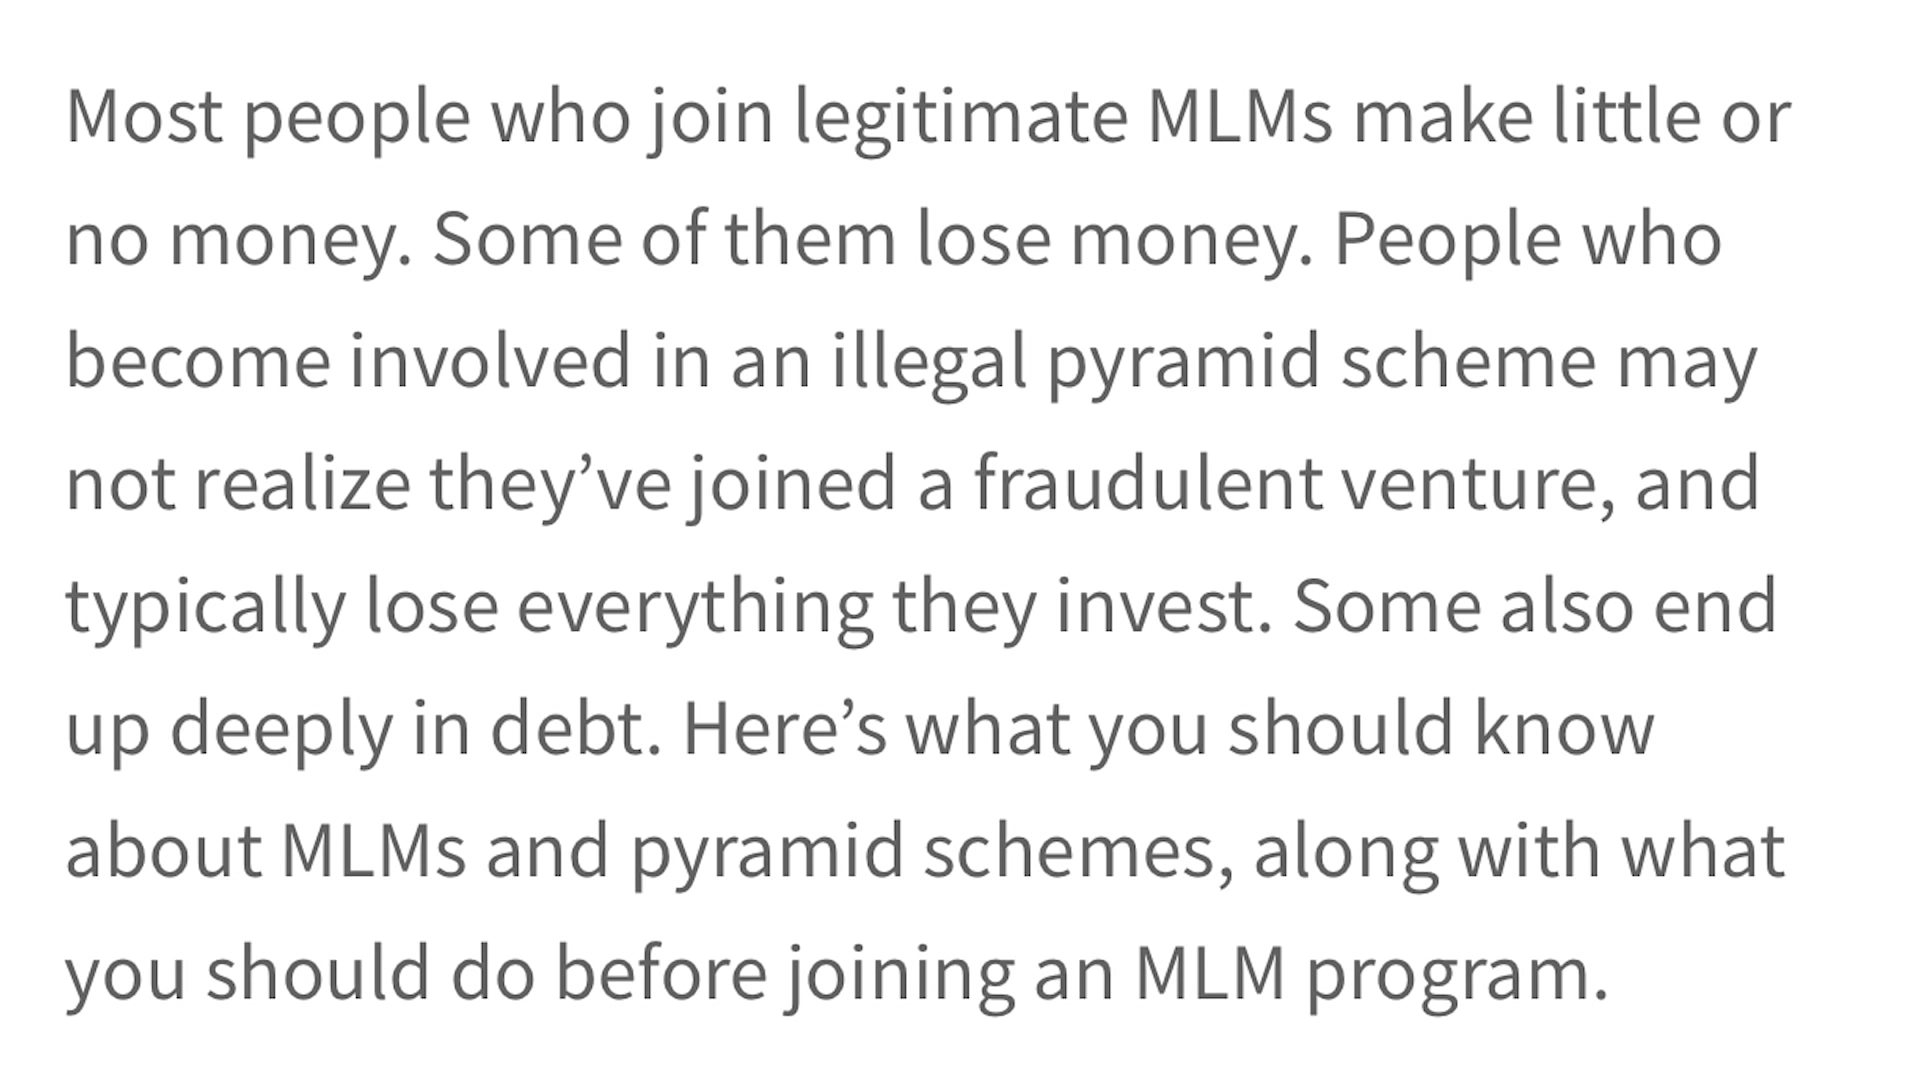 Most people who join legitimate MLMs make little or
no money. Some of them lose money. People who
become involved in an illegal pyramid scheme may
not realize they’ve joined a fraudulent venture, and
typically lose everything they invest. Some also end
up deeply in debt. Here’s what you should know
about MLMs and pyramid schemes, along with what
you should do before joining an MLM program.